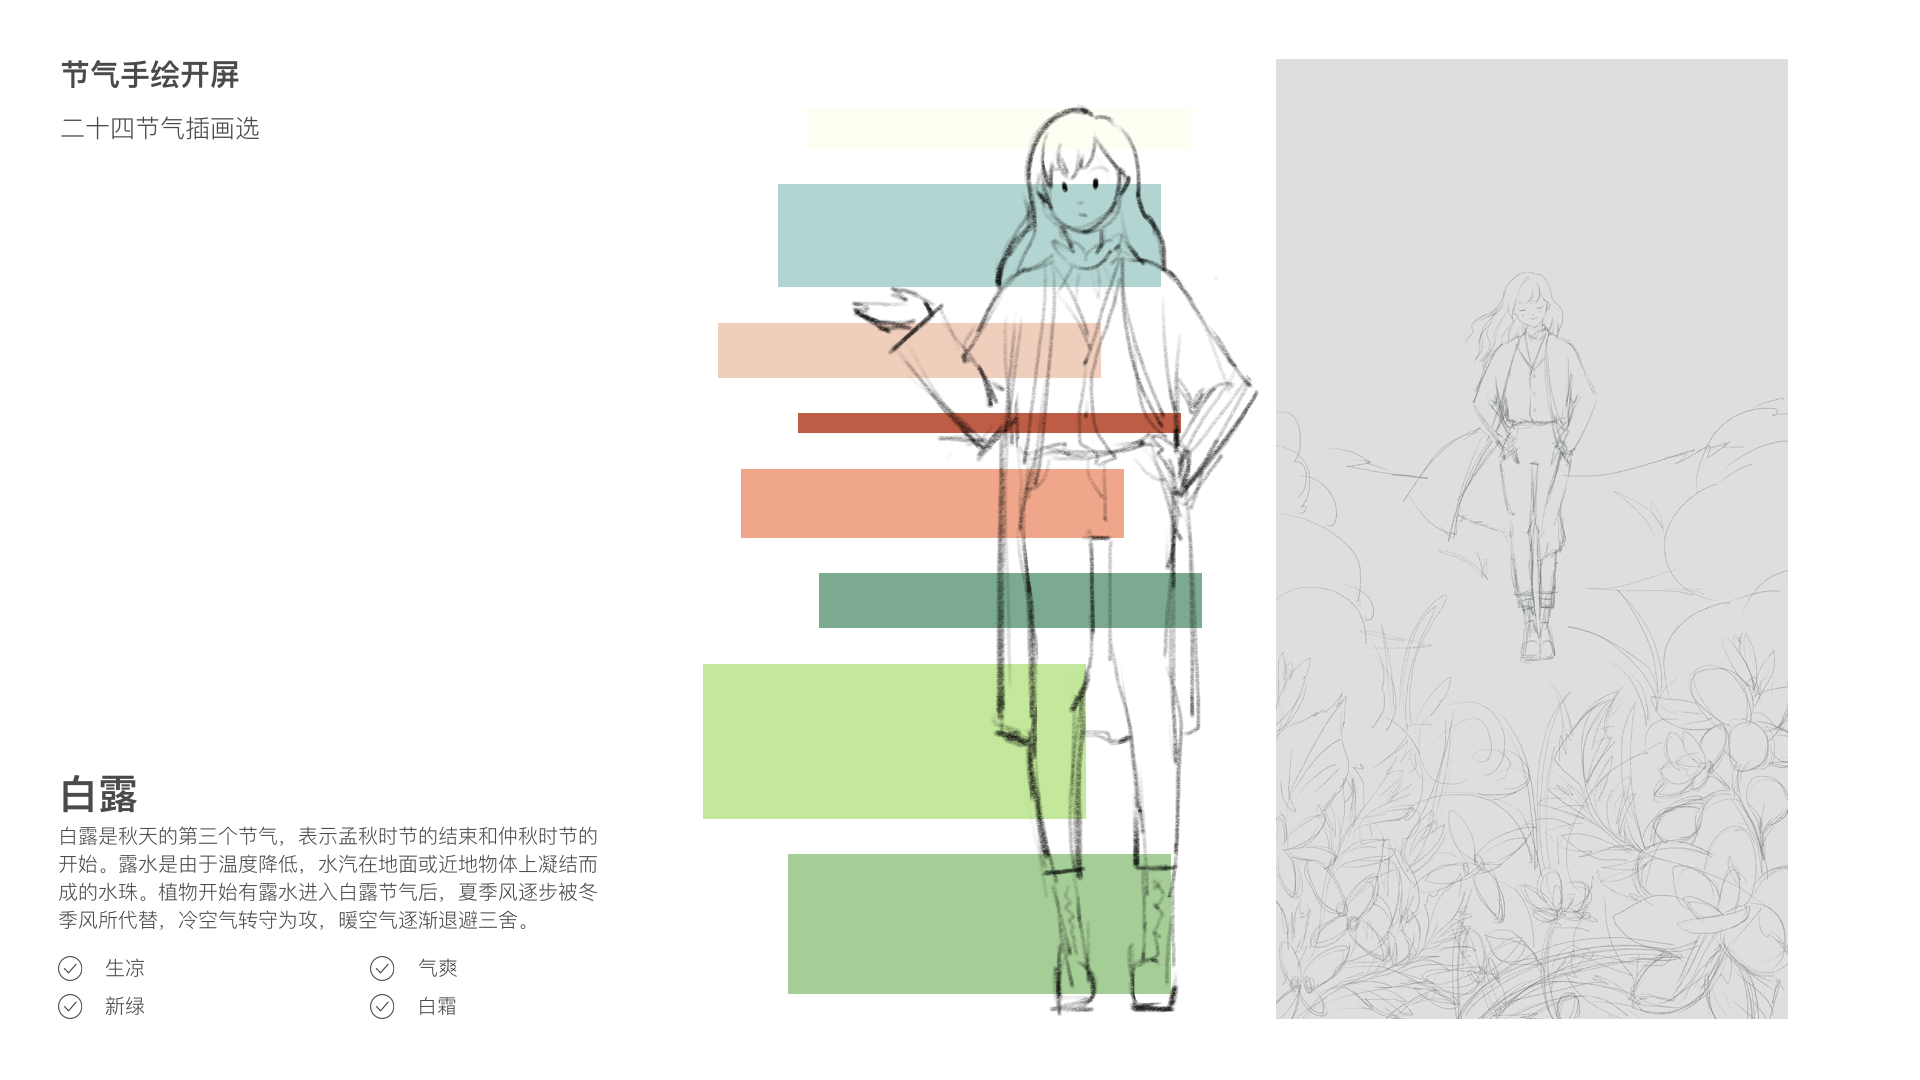 节气手绘开屏
二十四节气插画选
白露
白露是秋天的第三个节气，表示孟秋时节的结束和仲秋时节的
开始。露水是由于温度降低，水汽在地面或近地物体上凝结而
成的水珠。植物开始有露水进入白露节气后，夏季风逐步被冬
季风所代替，冷空气转守为攻，暖空气逐渐退避三舍。
生凉
气爽
新绿
白霜